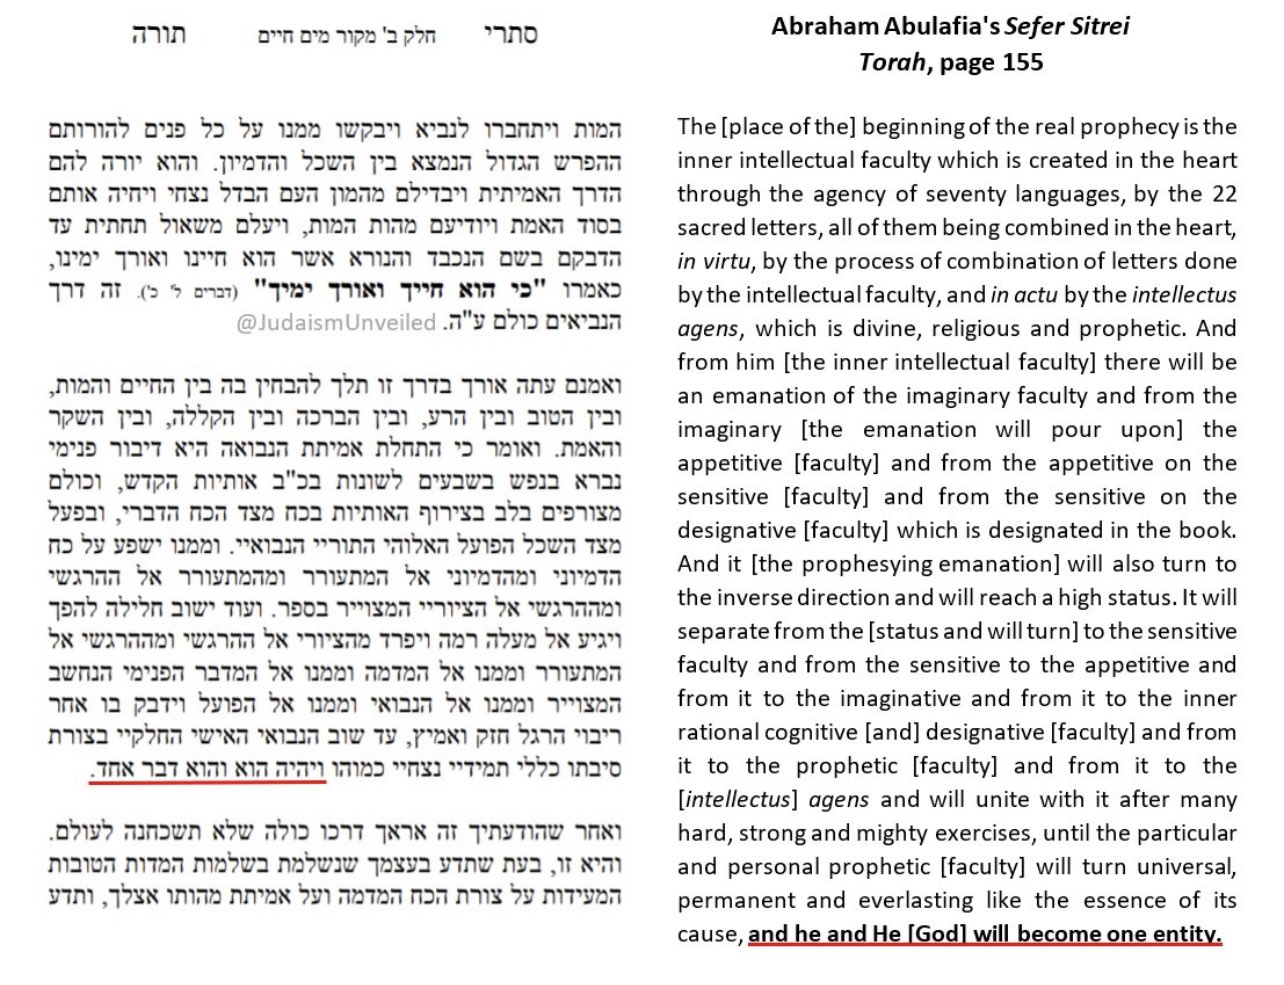 סתרי חלק ב' מקור מים חיים תורה
המות ויתחברו לנביא ויבקשו ממנו על כל פנים להורותם
ההפרש הגדול הנמצא בין השכל והדמיון. והוא יורה להם
הדרך האמיתית ויבדילם מהמון העם הבדל נצחי ויחיה אותם
בסוד האמת ויודיעם מהות המות, ויעלם משאול תחתית עד
הדבקם בשם הנכבד והנורא אשר הוא חיינו ואורך ימינו,
כאמרו "כי הוא חייך ואורך ימיך" (דברים ל' כ'). זה דרך
הנביאים כולם ע"ה. @JudaismUnveiled
ואמנם עתה אורך בדרך זו תלך להבחין בה בין החיים והמות,
ובין הטוב ובין הרע, ובין הברכה ובין הקללה, ובין השקר
והאמת. ואומר כי התחלת אמיתת הנבואה היא דיבור פנימי
נברא בנפש בשבעים לשונות בכ"ב אותיות הקדש, וכולם
מצורפים בלב בצירוף האותיות בכח מצד הכח הדברי, ובפעל
מצד השכל הפועל האלוהי התוריי הנבואיי. וממנו ישפע על כח
הדמיוני ומהדמיוני אל המתעורר ומהמתעורר אל ההרגשי
ומההרגשי אל הציוריי המצוייר בספר. ועוד ישוב חלילה להפך
ויגיע אל מעלה רמה ויפרד מהציורי אל ההרגשי ומההרגשי אל
המתעורר וממנו אל המדמה וממנו אל המדבר הפנימי הנחשב
המצוייר וממנו אל הנבואי וממנו אל הפועל וידבק בו אחר
ריבוי הרגל חזק ואמיץ, עד שוב הנבואי האישי החלקיי בצורת
סיבתו כללי תמידיי נצחיי כמוהו ויהיה הוא והוא דבר אחד.
ואחר שהודעתיך זה אראך דרכו כולה שלא תשכחנה לעולם.
והיא זו, בעת שתדע בעצמך שנשלמת בשלמות המדות הטובות
המעידות על צורת הכח המדמה ועל אמיתת מהותו אצלך, ותדע
Abraham Abulafia's Sefer Sitrei
Torah, page 155
The [place of the] beginning of the real prophecy is the
inner intellectual faculty which is created in the heart
through the agency of seventy languages, by the 22
sacred letters, all of them being combined in the heart,
in virtu, by the process of combination of letters done
by the intellectual faculty, and in actu by the intellectus
agens, which is divine, religious and prophetic. And
from him [the inner intellectual faculty] there will be
an emanation of the imaginary faculty and from the
imaginary [the emanation will pour upon] the
appetitive [faculty] and from the appetitive on the
sensitive [faculty] and from the sensitive on the
designative [faculty] which is designated in the book.
And it [the prophesying emanation] will also turn to
the inverse direction and will reach a high status. It will
separate from the [status and will turn] to the sensitive
faculty and from the sensitive to the appetitive and
from it to the imaginative and from it to the inner
rational cognitive [and] designative [faculty] and from
it to the prophetic [faculty] and from it to the
[intellectus] agens and will unite with it after many
hard, strong and mighty exercises, until the particular
and personal prophetic [faculty] will turn universal,
permanent and everlasting like the essence of its
cause, and he and He [God] will become one entity.